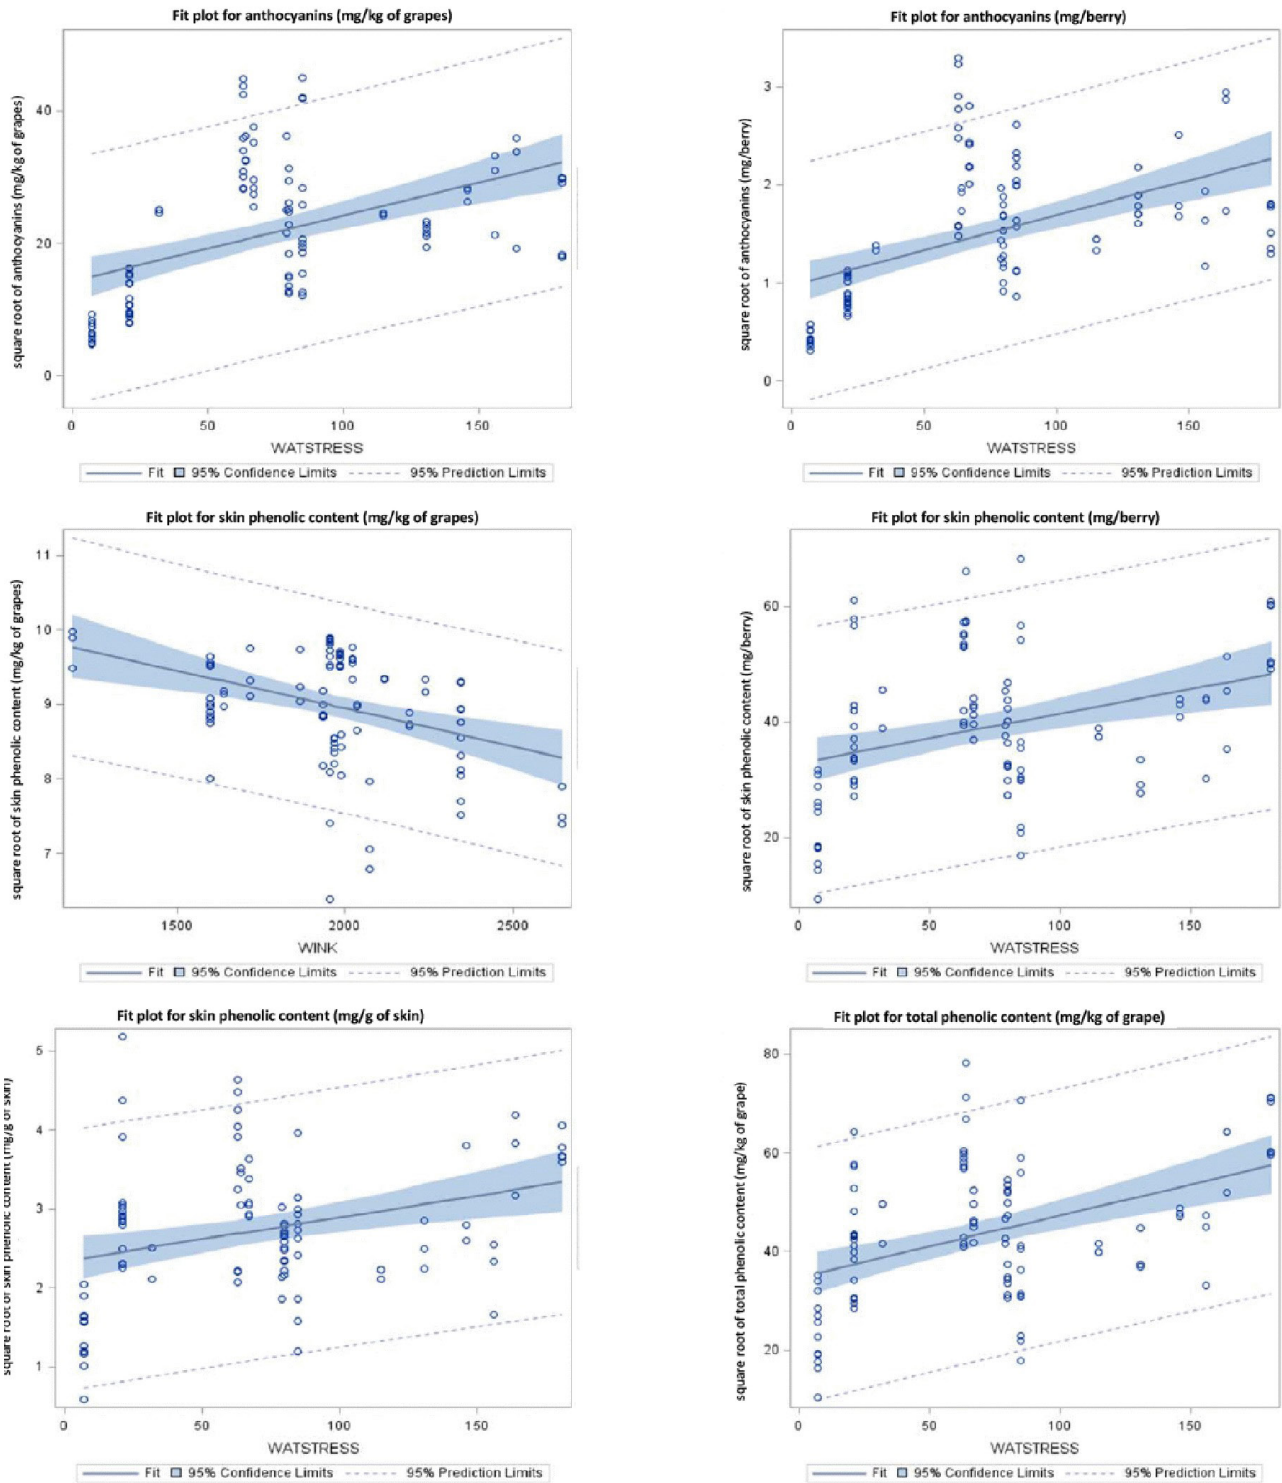 Fit plot for anthocyanins (mg/kg of grapes)
square root of anthocyanins (mg/kg of grapes)
40
20
0
0 50 100 150
WATSTRESS
Fit 95% Confidence Limits 95% Prediction Limits
Fit plot for anthocyanins (mg/berry)
square root of anthocyanins (mg/berry)
3
2
1
0
0 50 100 150
WATSTRESS
Fit 95% Confidence Limits 95% Prediction Limits
Fit plot for skin phenolic content (mg/kg of grapes)
square root of skin phenolic content (mg/kg of grapes)
11
10
9
8
7
1500 2000 2500
WINK
Fit 95% Confidence Limits 95% Prediction Limits
Fit plot for skin phenolic content (mg/berry)
square root of skin phenolic content (mg/berry)
60
40
20
0 50 100 150
WATSTRESS
Fit 95% Confidence Limits 95% Prediction Limits
Fit plot for skin phenolic content (mg/g of skin)
square root of skin phenolic content (mg/g of skin)
5
4
3
2
1
0 50 100 150
WATSTRESS
Fit 95% Confidence Limits 95% Prediction Limits
Fit plot for total phenolic content (mg/kg of grape)
square root of total phenolic content (mg/kg of grape)
80
60
40
20
0 50 100 150
WATSTRESS
Fit 95% Confidence Limits 95% Prediction Limits